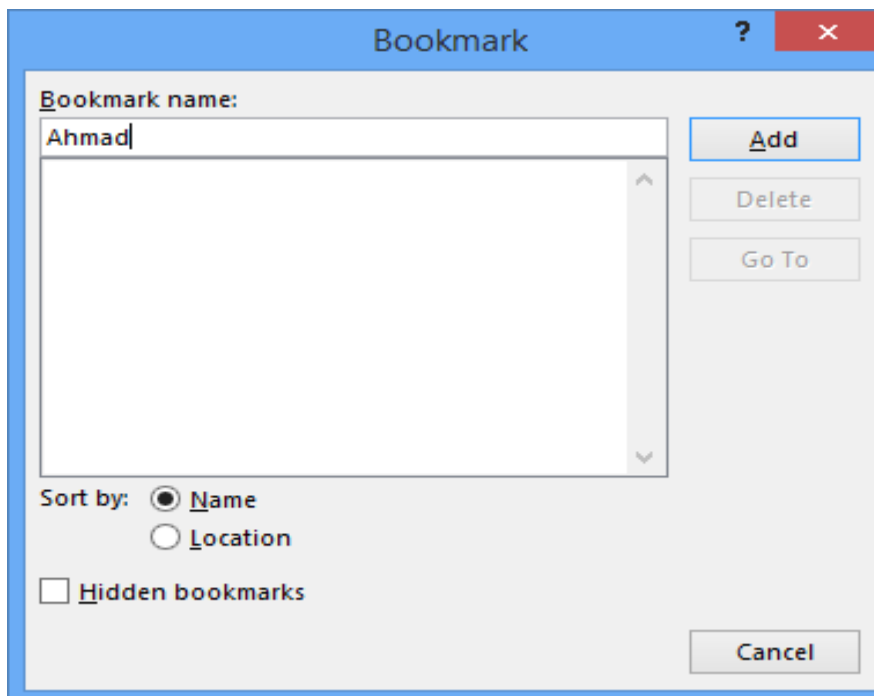 Bookmark
?
Bookmark name:
Ahmad
Add
Delete
Go To
Sort by: Name
Location
Hidden bookmarks
Cancel